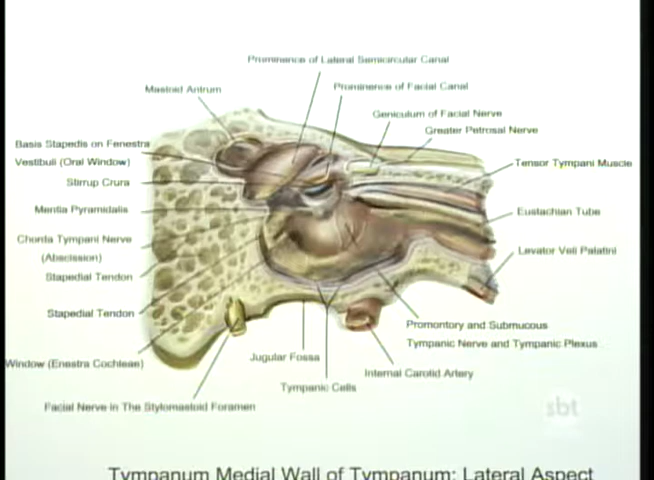 Prominence of Lateral Semicircular Canal
Prominence of Facial Canal
Mastoid Antrum
Geniculum of Facial Nerve
Greater Petrosal Nerve
Basis Stapedis on Fenestra
Vestibuli (Oral Window)
Tensor Tympani Muscle
Stirrup Crura
Mentia Pyramidalis
Eustachian Tube
Chorda Tympani Nerve
(Abscission)
Levator Veli Palatini
Stapedial Tendon
Stapedial Tendon
Promontory and Submucous
Tympanic Nerve and Tympanic Plexus
Window (Enestra Cochleae)
Jugular Fossa
Internal Carotid Artery
Tympanic Cells
Facial Nerve in The Stylomastoid Foramen
sbt
Tympanum Medial Wall of Tympanum: Lateral Aspect